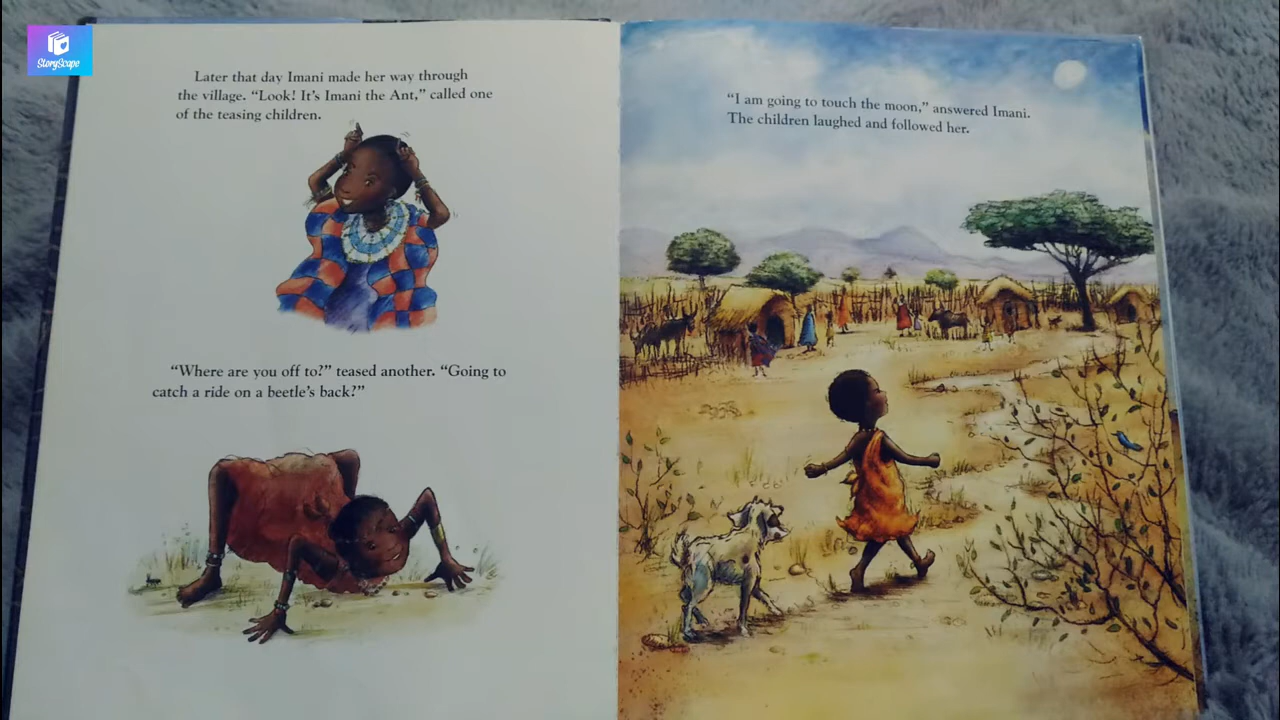 StoryScape
Later that day Imani made her way through
the village. “Look! It’s Imani the Ant,” called one
of the teasing children.
“Where are you off to?” teased another. “Going to
catch a ride on a beetle’s back?”
“I am going to touch the moon,” answered Imani.
The children laughed and followed her.